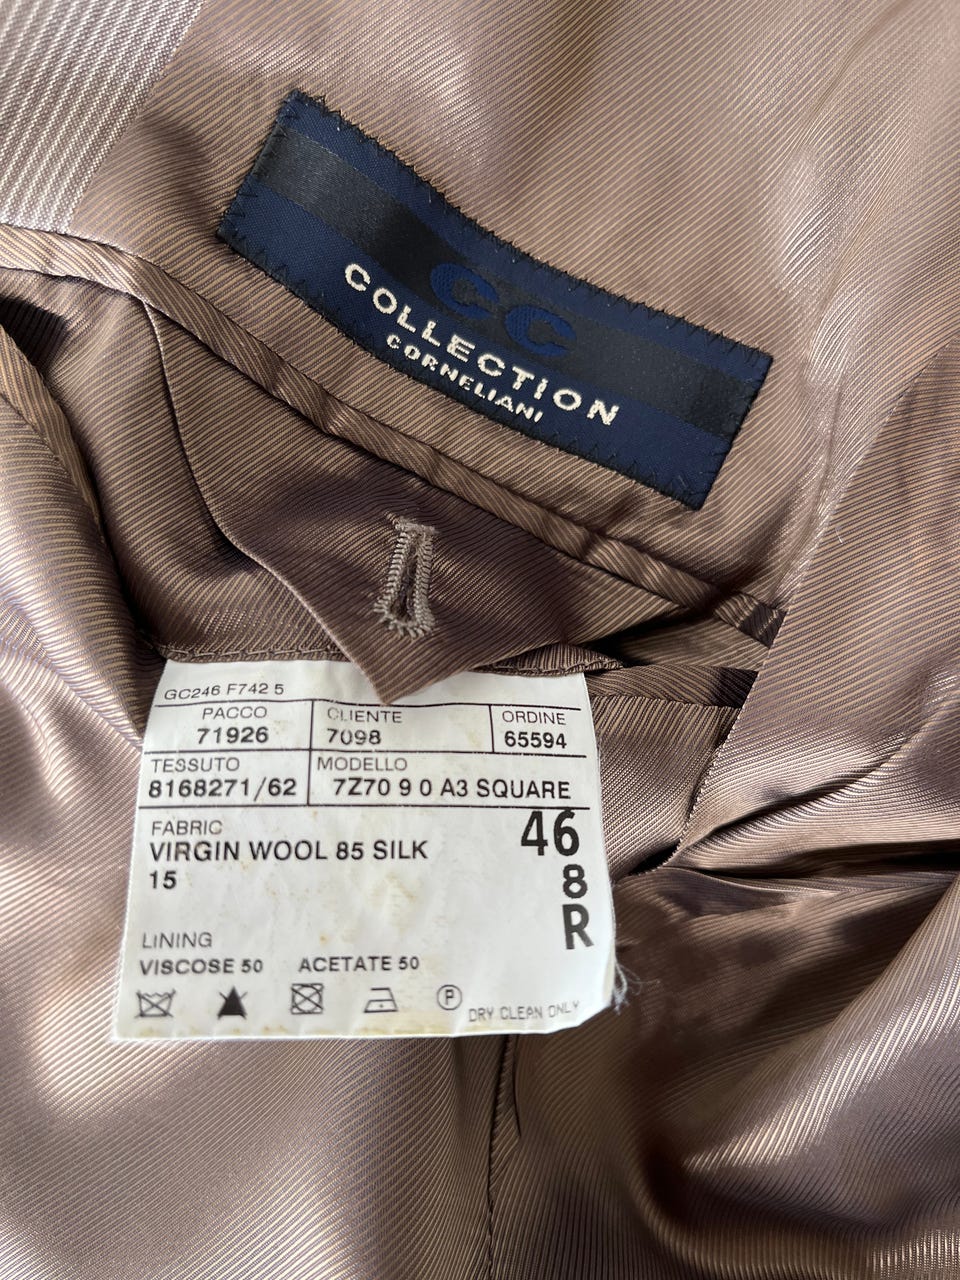 CC
COLLECTION
CORNELIANI
GC246 F742 5
PACCO CLIENTE ORDINE
71926 7098 65594
TESSUTO MODELLO
8168271/62 7Z70 9 0 A3 SQUARE
FABRIC 46
VIRGIN WOOL 85 SILK
15 8
R
LINING
VISCOSE 50 ACETATE 50
P DRY CLEAN ONLY